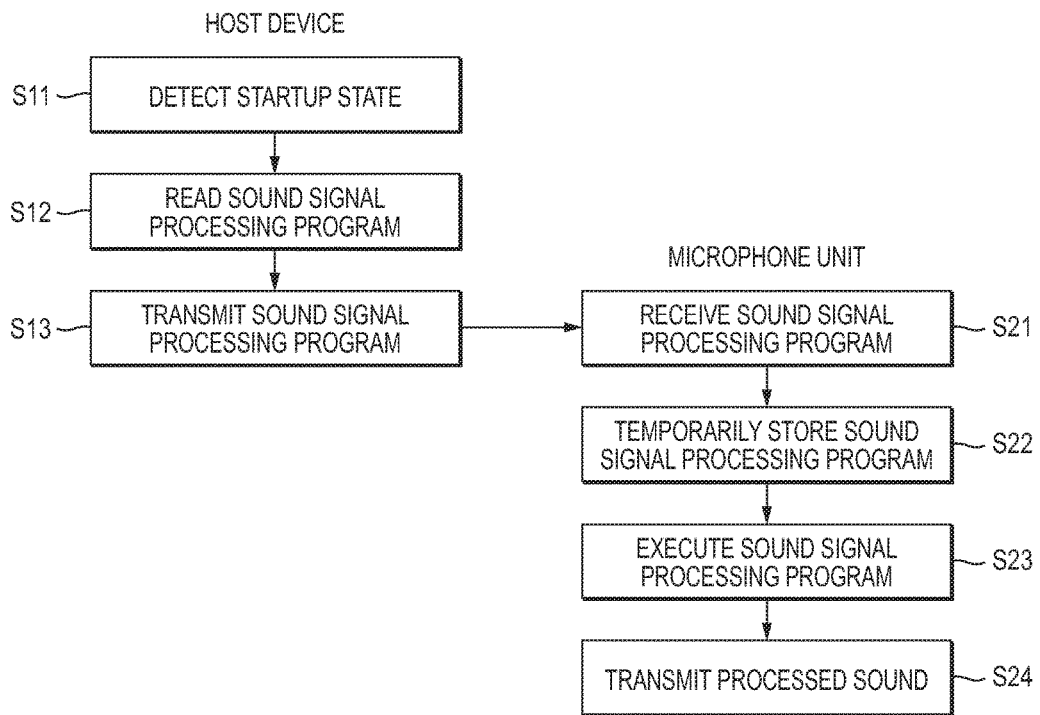 HOST DEVICE
S11
DETECT STARTUP STATE
S12
READ SOUND SIGNAL
PROCESSING PROGRAM
S13
TRANSMIT SOUND SIGNAL
PROCESSING PROGRAM
MICROPHONE UNIT
RECEIVE SOUND SIGNAL
PROCESSING PROGRAM
S21
TEMPORARILY STORE SOUND
SIGNAL PROCESSING PROGRAM
S22
EXECUTE SOUND SIGNAL
PROCESSING PROGRAM
S23
TRANSMIT PROCESSED SOUND
S24